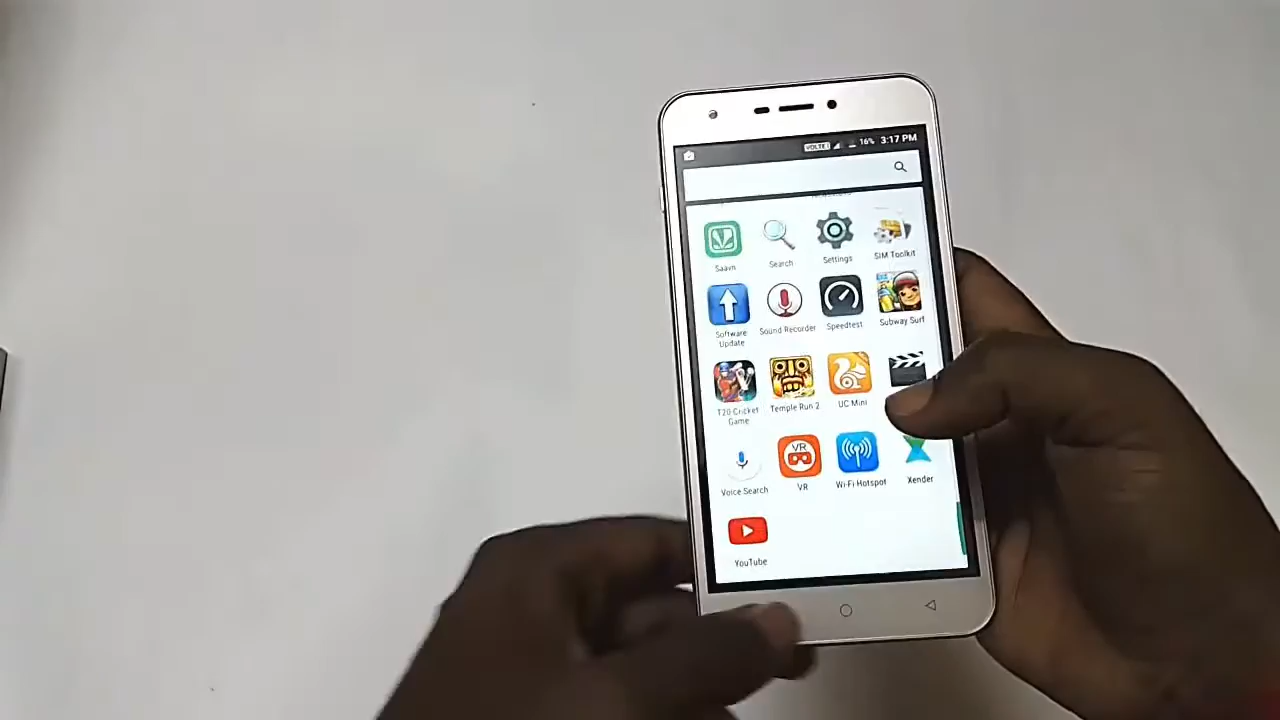 VOLTE 16% 3:17 PM
Saavn Search Settings SIM Toolkit
Software Update Sound Recorder Speedtest Subway Surf
T20 Cricket Game Temple Run 2 UC Mini
VR
Voice Search VR Wi-Fi Hotspot Xender
YouTube